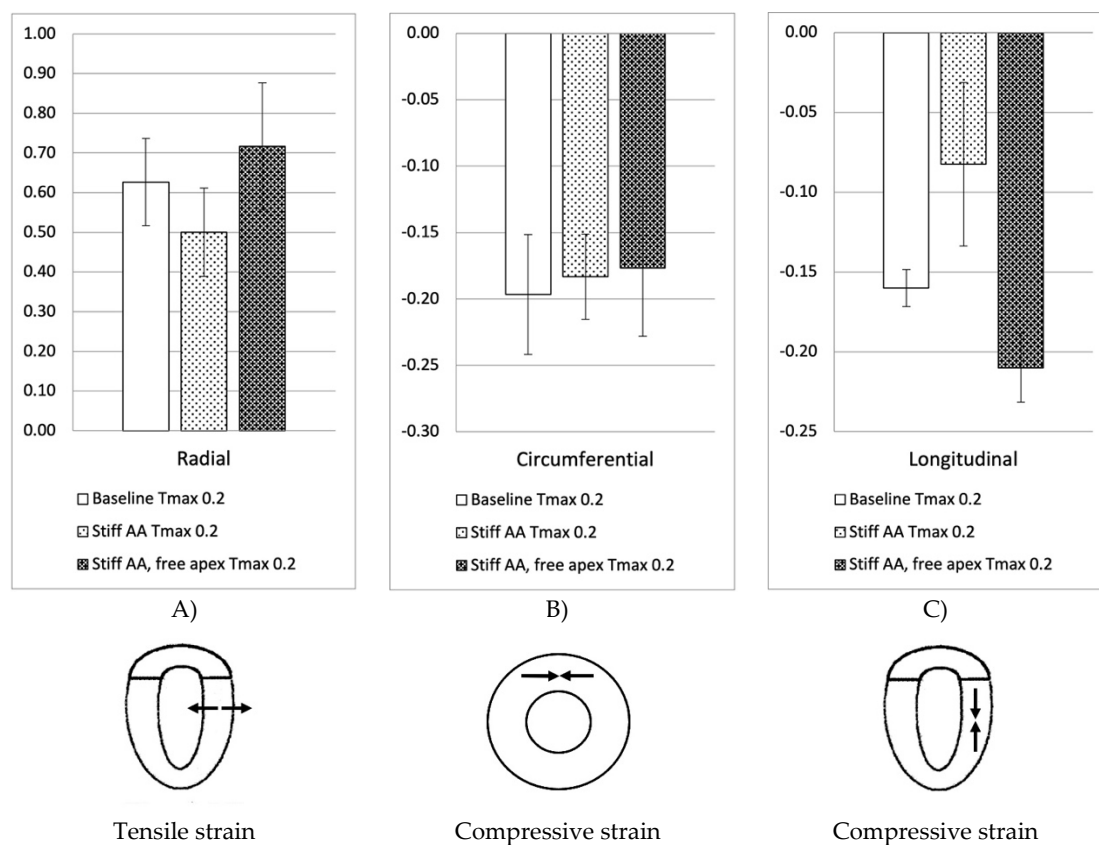 1.00
0.90
0.80
0.70
0.60
0.50
0.40
0.30
0.20
0.10
0.00
Radial
□ Baseline Tmax 0.2
Stiff AA Tmax 0.2
Stiff AA, free apex Tmax 0.2
A)
0.00
-0.05
-0.10
-0.15
-0.20
-0.25
-0.30
Circumferential
Baseline Tmax 0.2
Stiff AA Tmax 0.2
Stiff AA, free apex Tmax 0.2
B)
0.00
-0.05
-0.10
-0.15
-0.20
-0.25
Longitudinal
Baseline Tmax 0.2
Stiff AA Tmax 0.2
Stiff AA, free apex Tmax 0.2
C)
Tensile strain
Compressive strain
Compressive strain